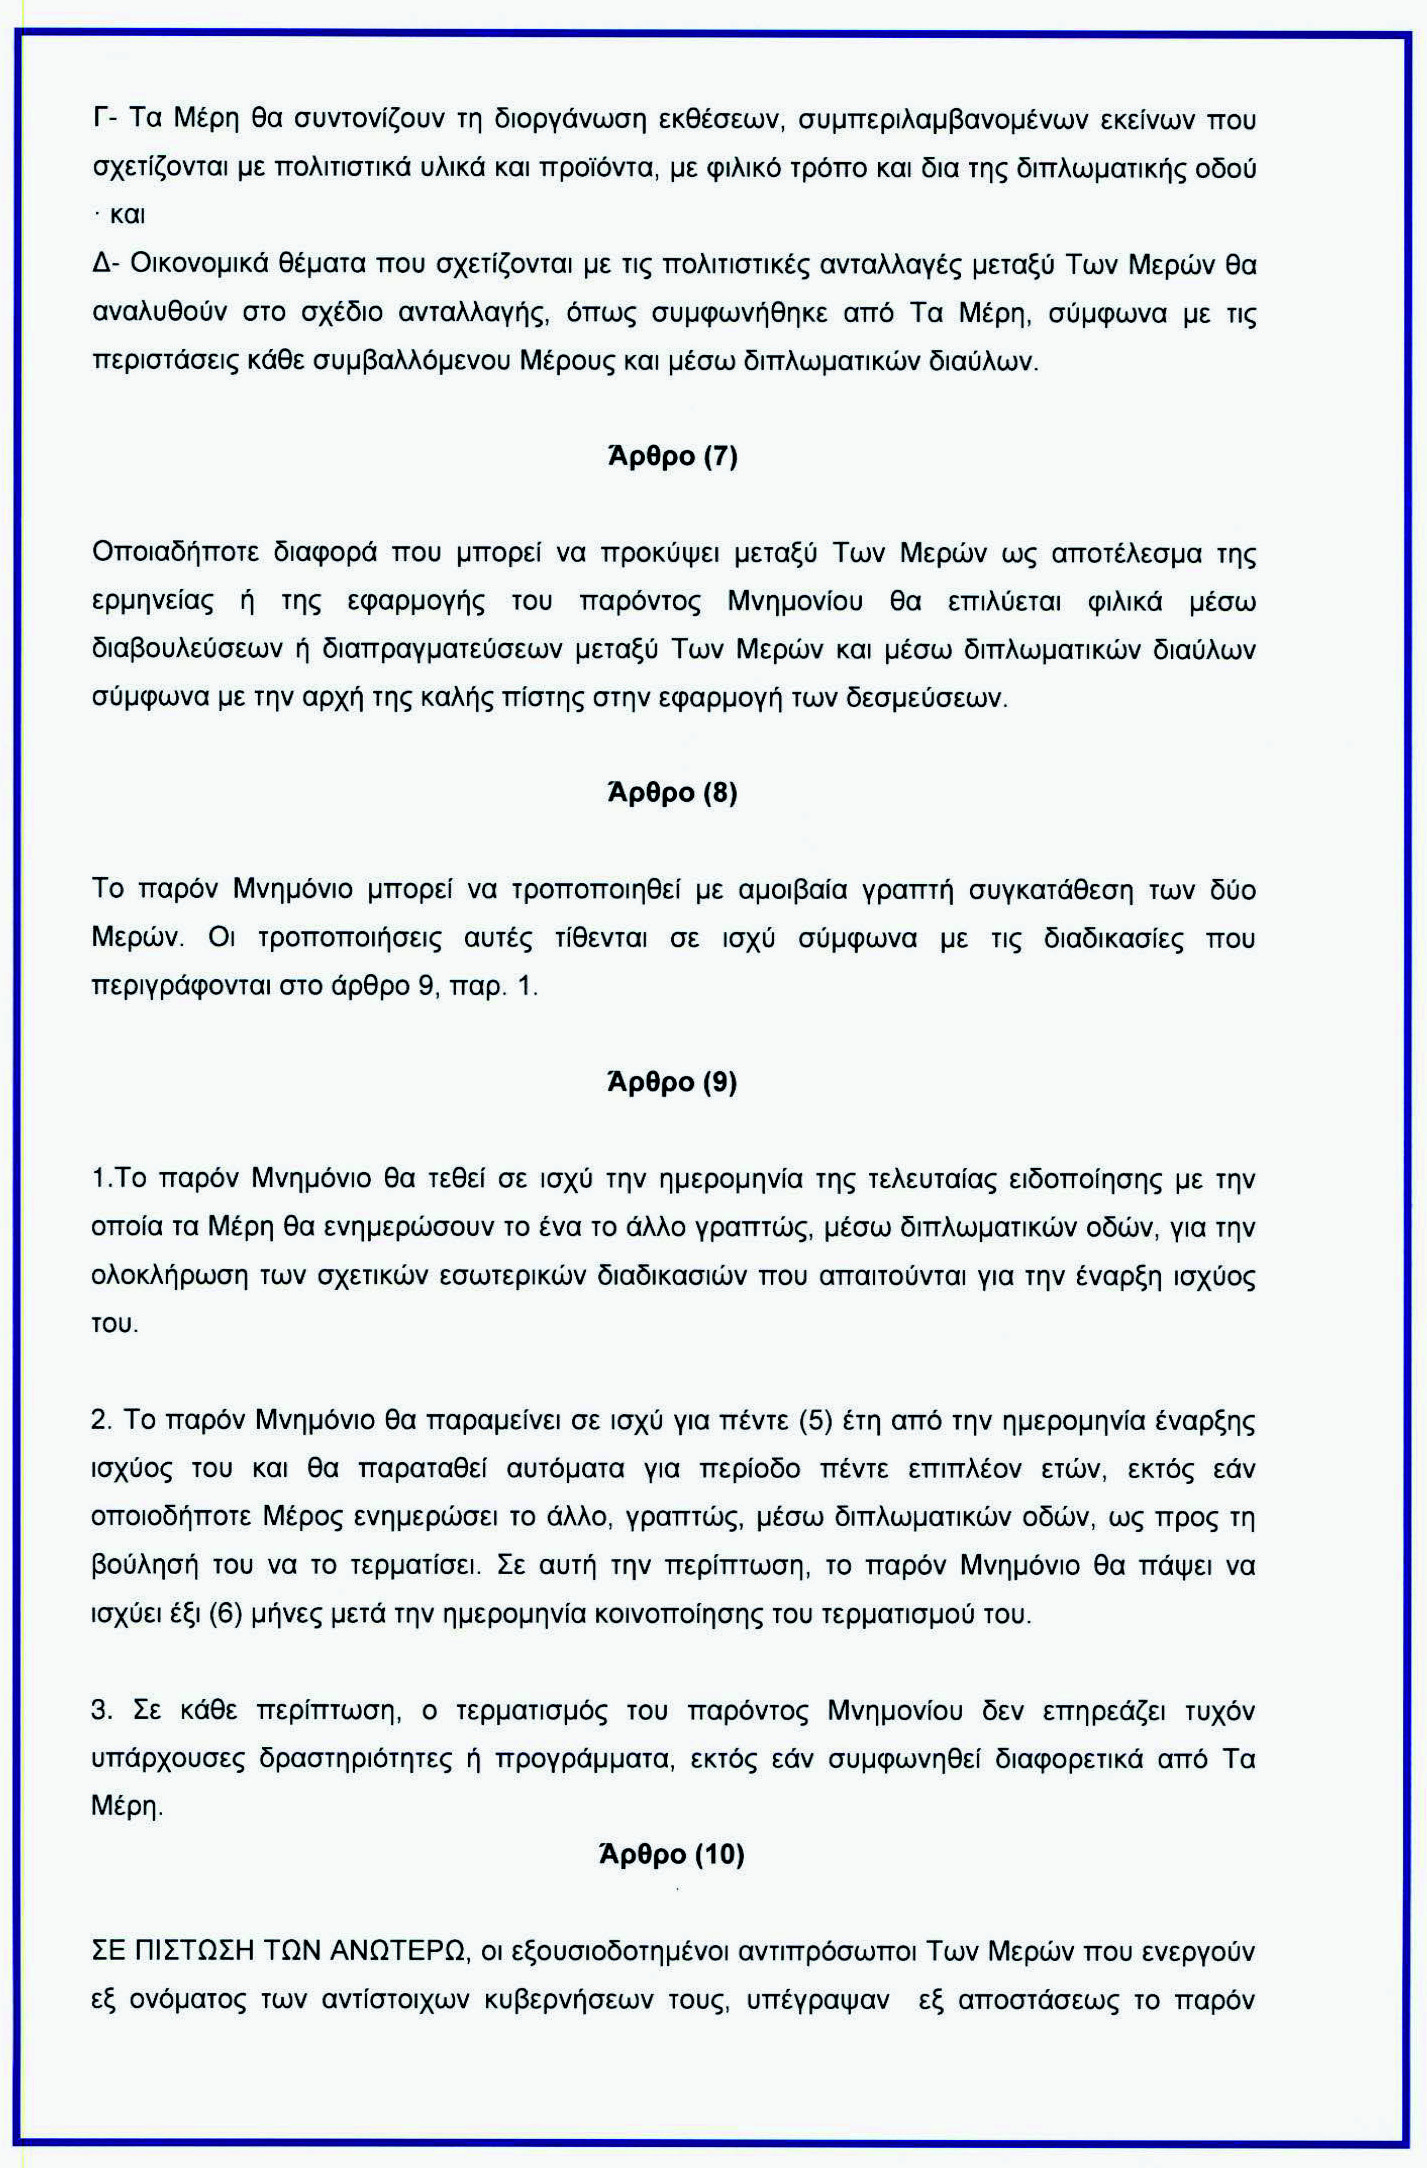 Γ- Τα Μέρη θα συντονίζουν τη διοργάνωση εκθέσεων, συμπεριλαμβανομένων εκείνων που
σχετίζονται με πολιτιστικά υλικά και προϊόντα, με φιλικό τρόπο και δια της διπλωματικής οδού
· και
Δ- Οικονομικά θέματα που σχετίζονται με τις πολιτιστικές ανταλλαγές μεταξύ Των Μερών θα
αναλυθούν στο σχέδιο ανταλλαγής, όπως συμφωνήθηκε από Τα Μέρη, σύμφωνα με τις
περιστάσεις κάθε συμβαλλόμενου Μέρους και μέσω διπλωματικών διαύλων.
Άρθρο (7)
Οποιαδήποτε διαφορά που μπορεί να προκύψει μεταξύ Των Μερών ως αποτέλεσμα της
ερμηνείας ή της εφαρμογής του παρόντος Μνημονίου θα επιλύεται φιλικά μέσω
διαβουλεύσεων ή διαπραγματεύσεων μεταξύ Των Μερών και μέσω διπλωματικών διαύλων
σύμφωνα με την αρχή της καλής πίστης στην εφαρμογή των δεσμεύσεων.
Άρθρο (8)
Το παρόν Μνημόνιο μπορεί να τροποποιηθεί με αμοιβαία γραπτή συγκατάθεση των δύο
Μερών. Οι τροποποιήσεις αυτές τίθενται σε ισχύ σύμφωνα με τις διαδικασίες που
περιγράφονται στο άρθρο 9, παρ. 1.
Άρθρο (9)
1.Το παρόν Μνημόνιο θα τεθεί σε ισχύ την ημερομηνία της τελευταίας ειδοποίησης με την
οποία τα Μέρη θα ενημερώσουν το ένα το άλλο γραπτώς, μέσω διπλωματικών οδών, για την
ολοκλήρωση των σχετικών εσωτερικών διαδικασιών που απαιτούνται για την έναρξη ισχύος
του.
2. Το παρόν Μνημόνιο θα παραμείνει σε ισχύ για πέντε (5) έτη από την ημερομηνία έναρξης
ισχύος του και θα παραταθεί αυτόματα για περίοδο πέντε επιπλέον ετών, εκτός εάν
οποιοδήποτε Μέρος ενημερώσει το άλλο, γραπτώς, μέσω διπλωματικών οδών, ως προς τη
βούλησή του να το τερματίσει. Σε αυτή την περίπτωση, το παρόν Μνημόνιο θα πάψει να
ισχύει έξι (6) μήνες μετά την ημερομηνία κοινοποίησης του τερματισμού του.
3. Σε κάθε περίπτωση, ο τερματισμός του παρόντος Μνημονίου δεν επηρεάζει τυχόν
υπάρχουσες δραστηριότητες ή προγράμματα, εκτός εάν συμφωνηθεί διαφορετικά από Τα
Μέρη.
Άρθρο (10)
ΣΕ ΠΙΣΤΩΣΗ ΤΩΝ ΑΝΩΤΕΡΩ, οι εξουσιοδοτημένοι αντιπρόσωποι Των Μερών που ενεργούν
εξ ονόματος των αντίστοιχων κυβερνήσεων τους, υπέγραψαν εξ αποστάσεως το παρόν